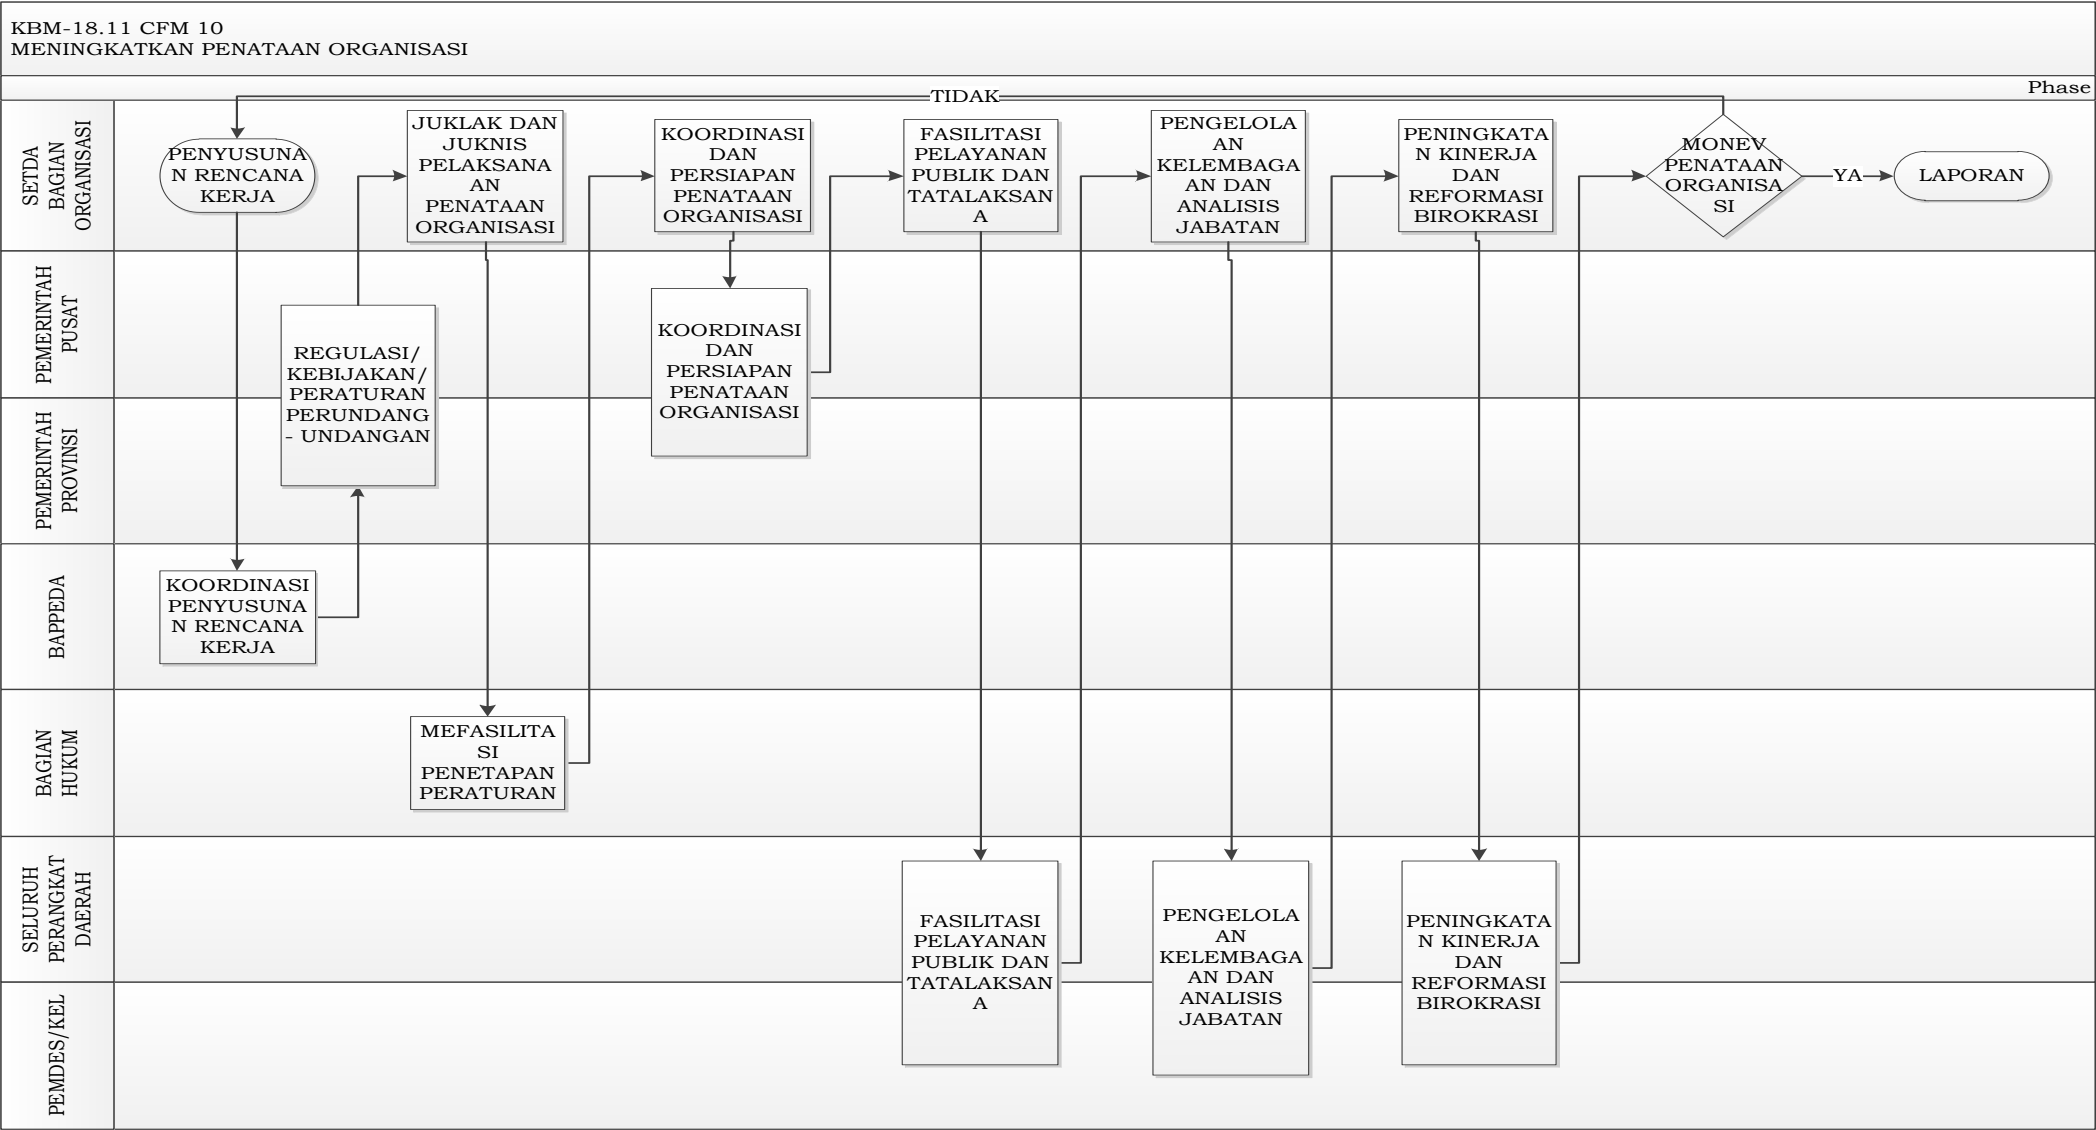 KBM-18.11 CFM 10
MENINGKATKAN PENATAAN ORGANISASI
Phase
TIDAK
SETDA
BAGIAN
ORGANISASI
PENYUSUNA
N RENCANA
KERJA
JUKLAK DAN
JUKNIS
PELAKSANA
AN
PENATAAN
ORGANISASI
KOORDINASI
DAN
PERSIAPAN
PENATAAN
ORGANISASI
FASILITASI
PELAYANAN
PUBLIK DAN
TATALAKSAN
A
PENGELOLA
AN
KELEMBAGA
AN DAN
ANALISIS
JABATAN
PENINGKATA
N KINERJA
DAN
REFORMASI
BIROKRASI
MONEV
PENATAAN
ORGANISA
SI
YA
LAPORAN
PEMERINTAH
PUSAT
REGULASI/
KEBIJAKAN/
PERATURAN
PERUNDANG
- UNDANGAN
KOORDINASI
DAN
PERSIAPAN
PENATAAN
ORGANISASI
PEMERINTAH
PROVINSI
BAPPEDA
KOORDINASI
PENYUSUNA
N RENCANA
KERJA
BAGIAN
HUKUM
MEFASILITA
SI
PENETAPAN
PERATURAN
SELURUH
PERANGKAT
DAERAH
FASILITASI
PELAYANAN
PUBLIK DAN
TATALAKSAN
A
PENGELOLA
AN
KELEMBAGA
AN DAN
ANALISIS
JABATAN
PENINGKATA
N KINERJA
DAN
REFORMASI
BIROKRASI
PEMDES/KEL